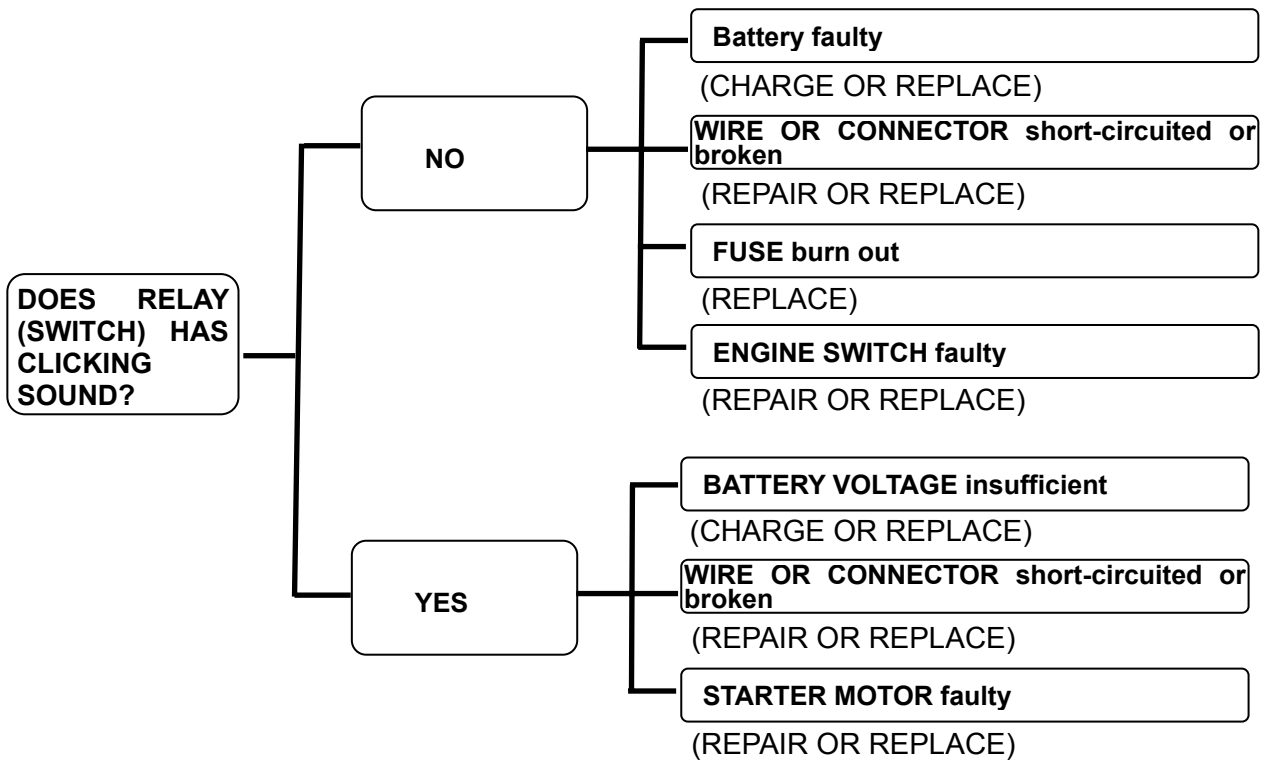 DOES RELAY
(SWITCH) HAS
CLICKING
SOUND?
NO
Battery faulty
(CHARGE OR REPLACE)
WIRE OR CONNECTOR short-circuited or
broken
(REPAIR OR REPLACE)
FUSE burn out
(REPLACE)
ENGINE SWITCH faulty
(REPAIR OR REPLACE)
YES
BATTERY VOLTAGE insufficient
(CHARGE OR REPLACE)
WIRE OR CONNECTOR short-circuited or
broken
(REPAIR OR REPLACE)
STARTER MOTOR faulty
(REPAIR OR REPLACE)